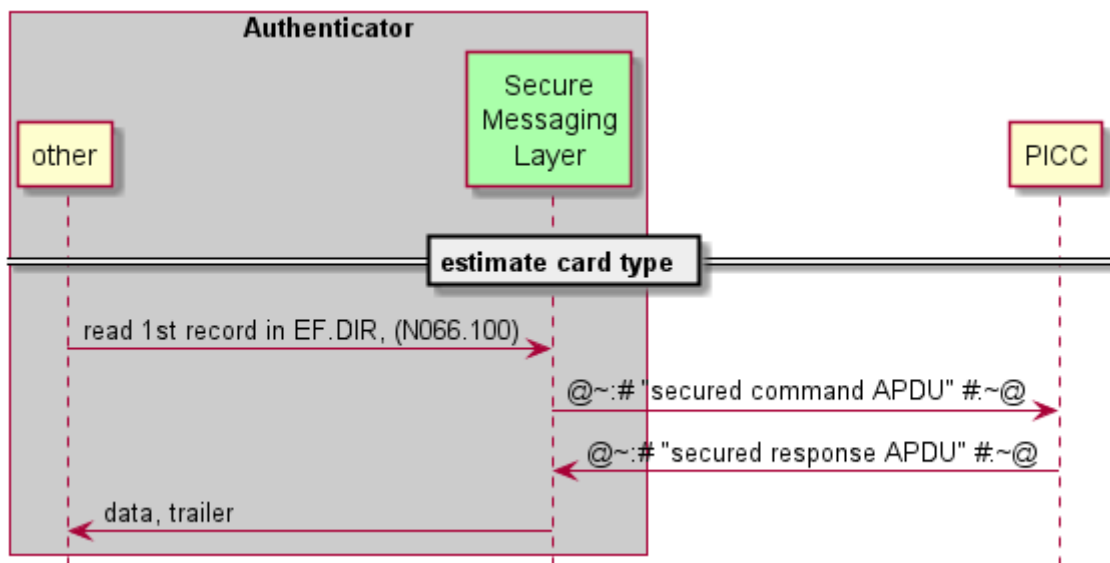 Authenticator
other
Secure
Messaging
Layer
PICC
estimate card type
read 1st record in EF.DIR, (N066.100)
@~:# "secured command APDU" #:~@
@~:# "secured response APDU" #:~@
data, trailer